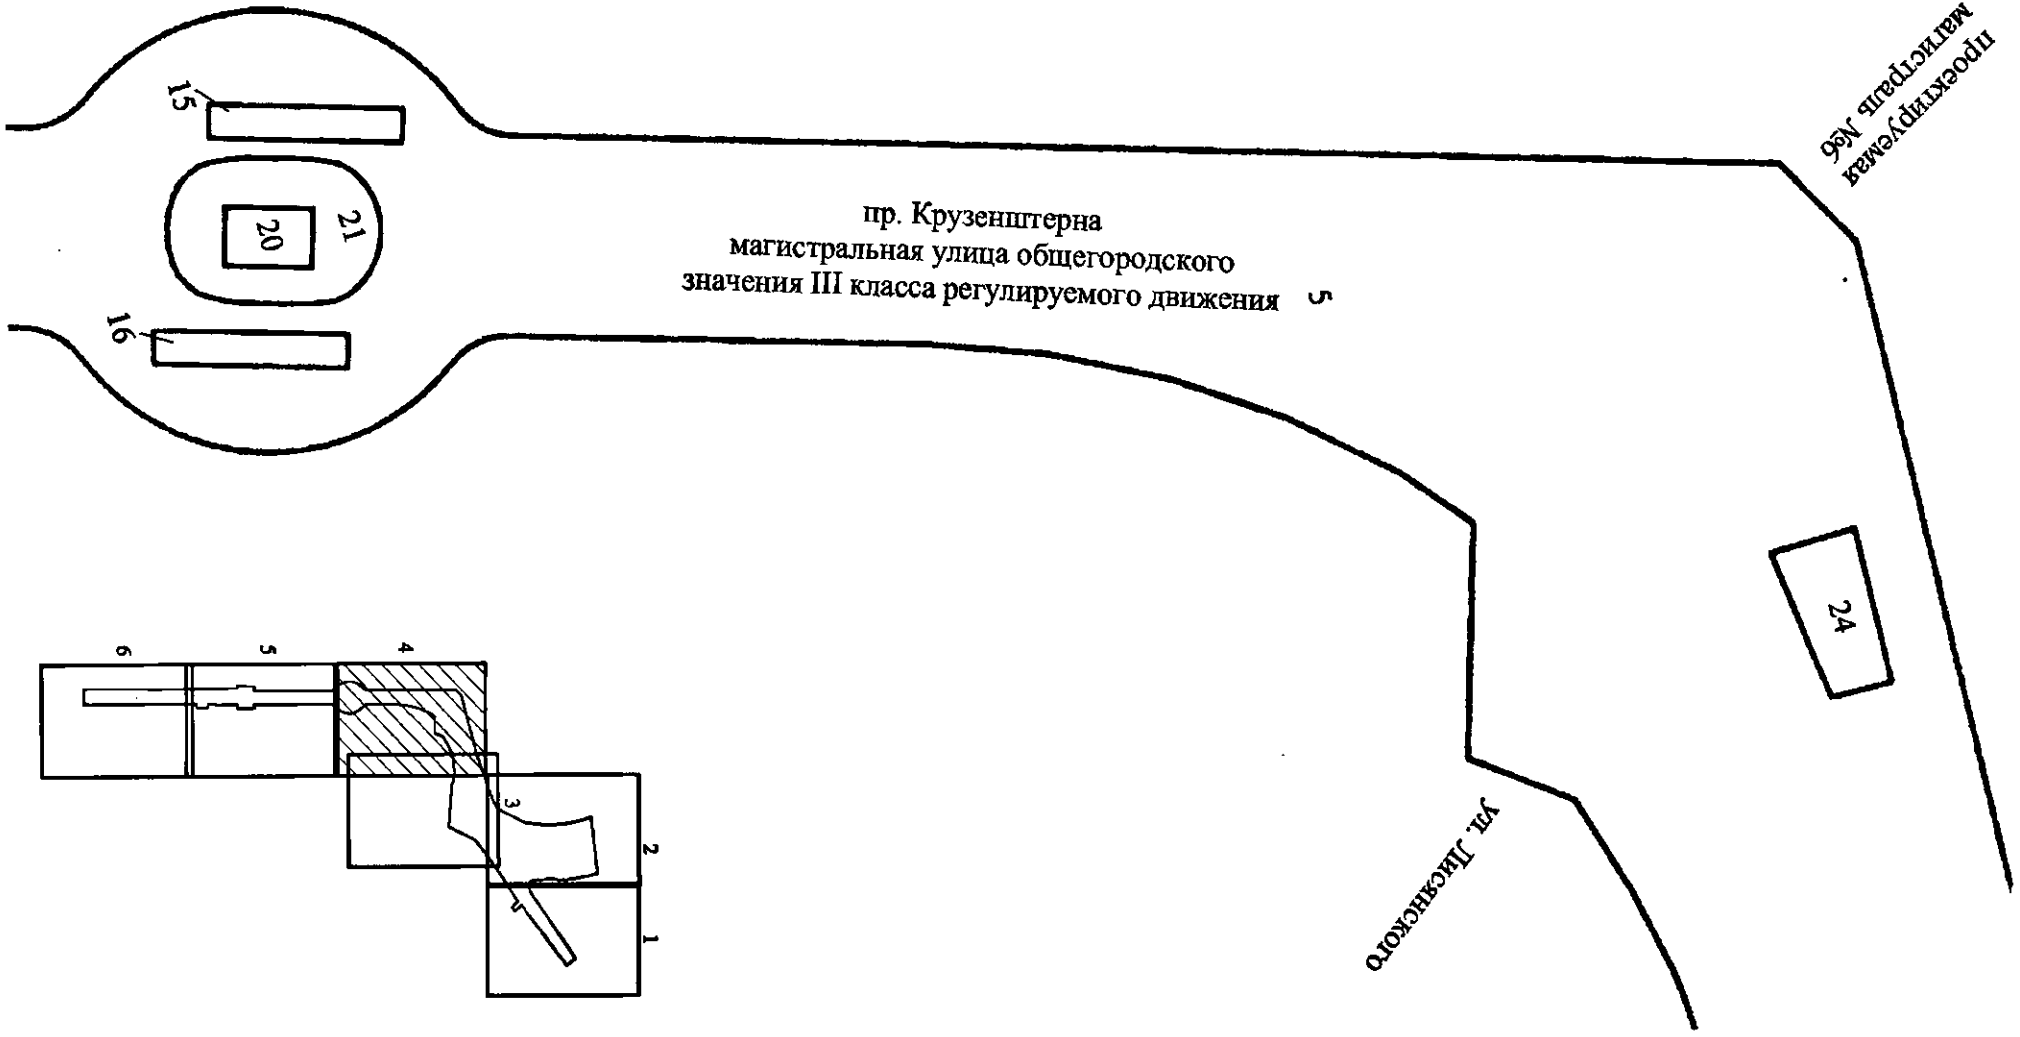 проектируемая
магистраль №6
15
21
20
16
пр. Крузенштерна
магистральная улица общегородского
значения III класса регулируемого движения
5
24
ул. Лисянского
6
5
4
3
2
1